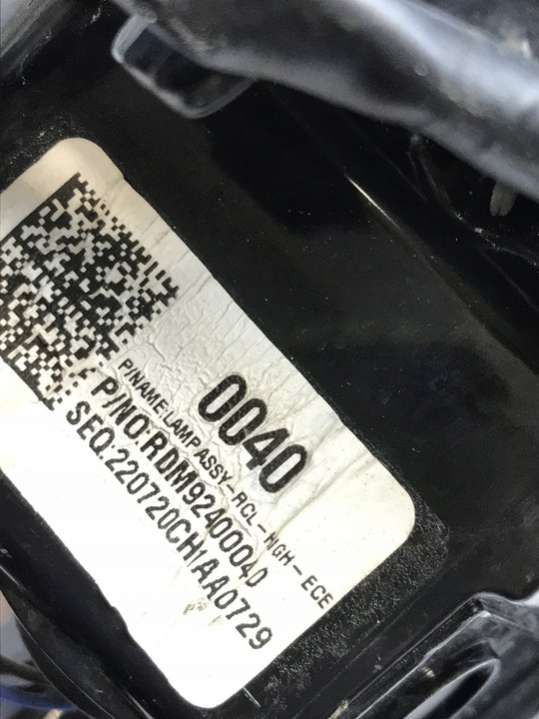 0040
P/NAME:LAMP ASSY-RCL-HIGH-ECE
P/NO:RDM92400040
SEQ:220720CH1AA0729